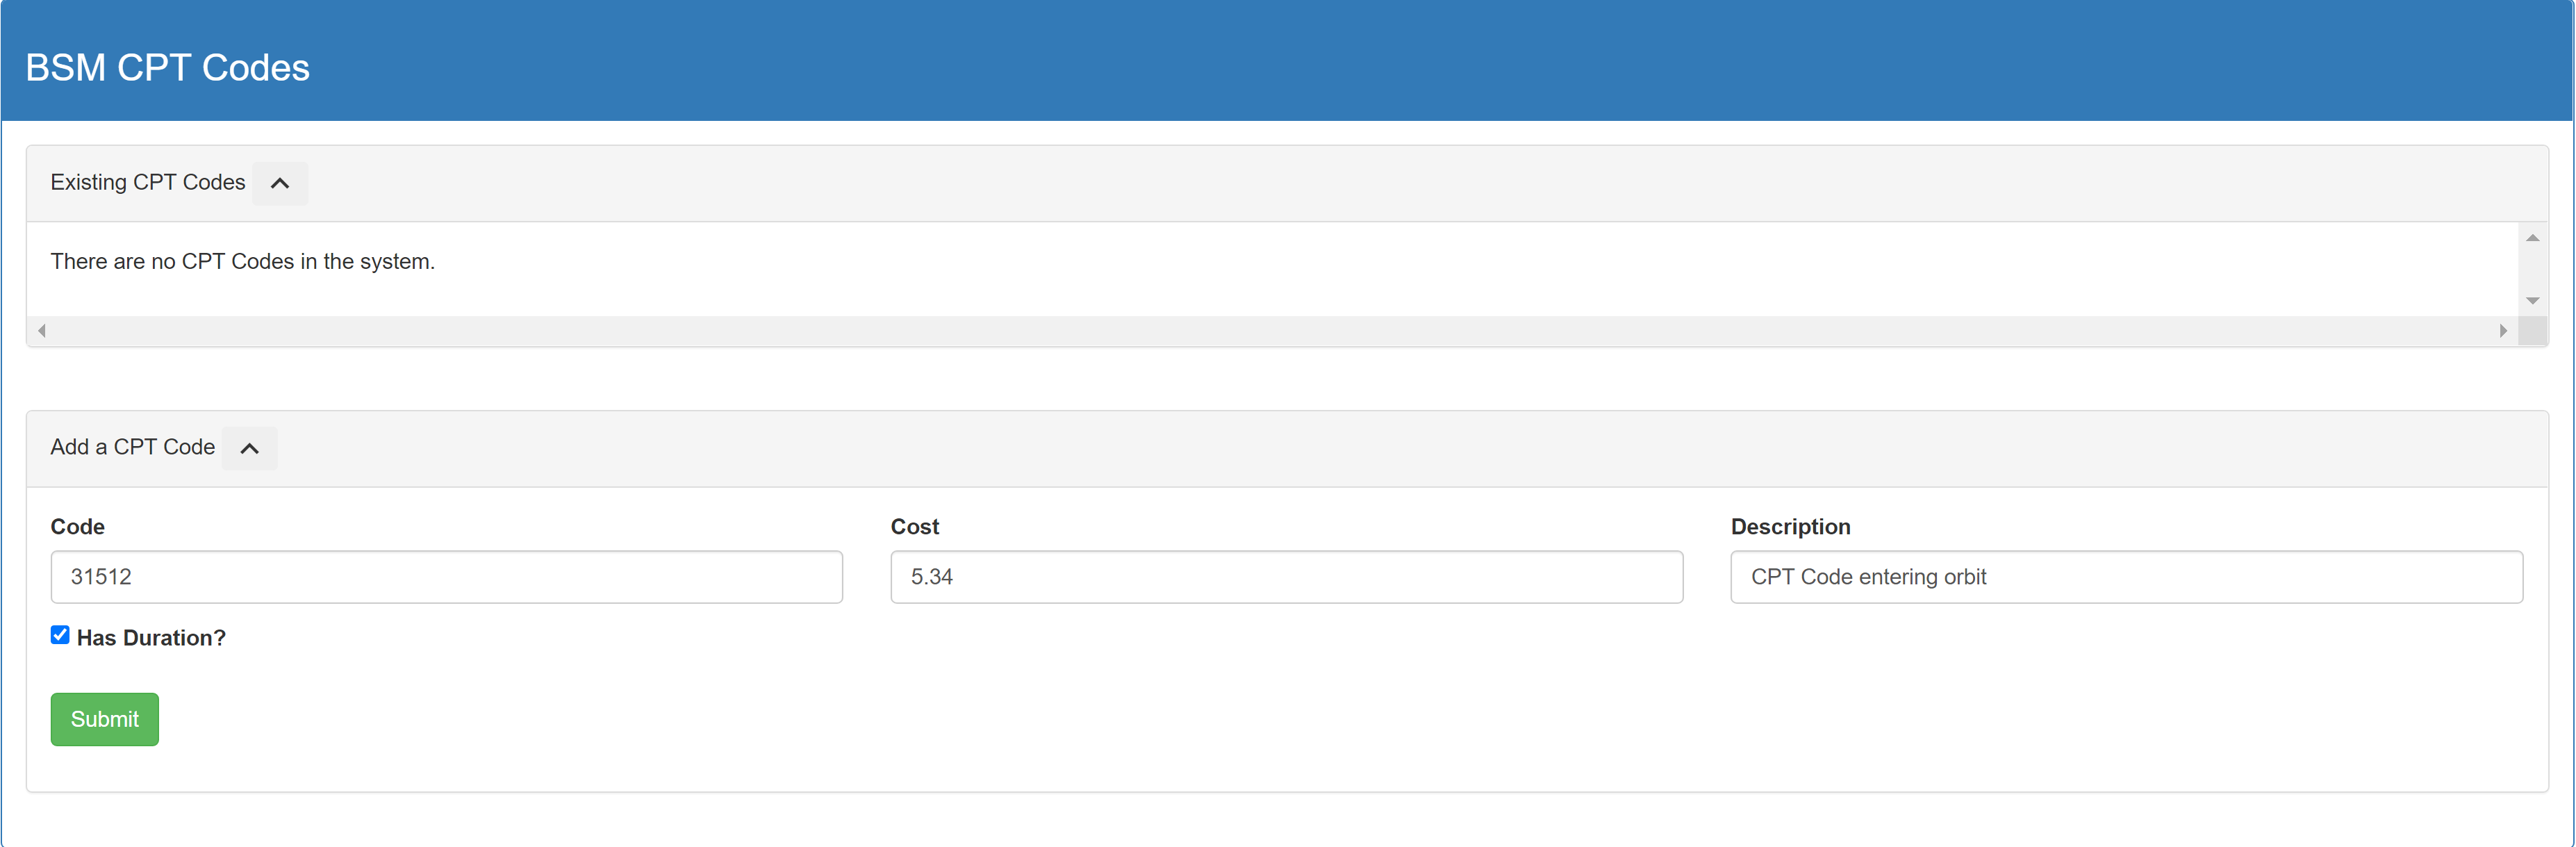 BSM CPT Codes
Existing CPT Codes
There are no CPT Codes in the system.
Add a CPT Code
Code Cost Description
31512 5.34 CPT Code entering orbit
Has Duration?
Submit